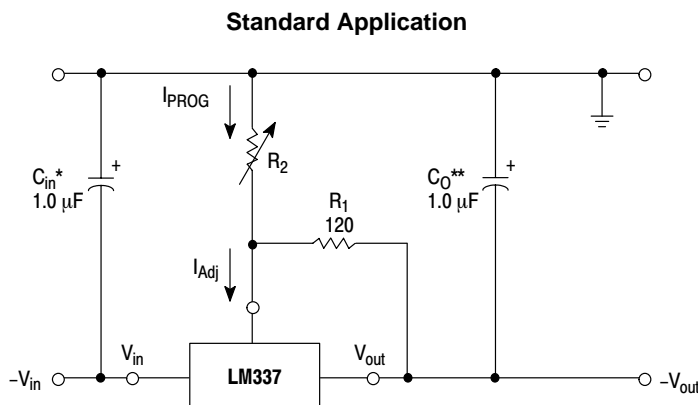 Standard Application
I_PROG
R_2
C_in*
1.0 μF
+
C_O**
1.0 μF
+
R_1
120
I_Adj
–V_in
V_in
LM337
V_out
–V_out